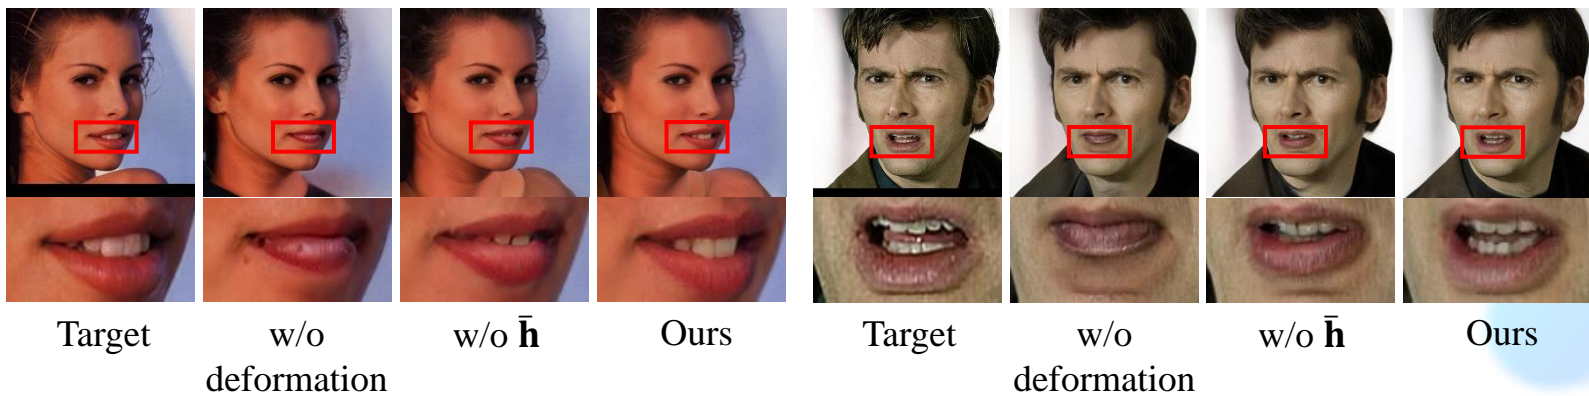 Target w/o deformation w/o h̄ Ours Target w/o deformation w/o h̄ Ours